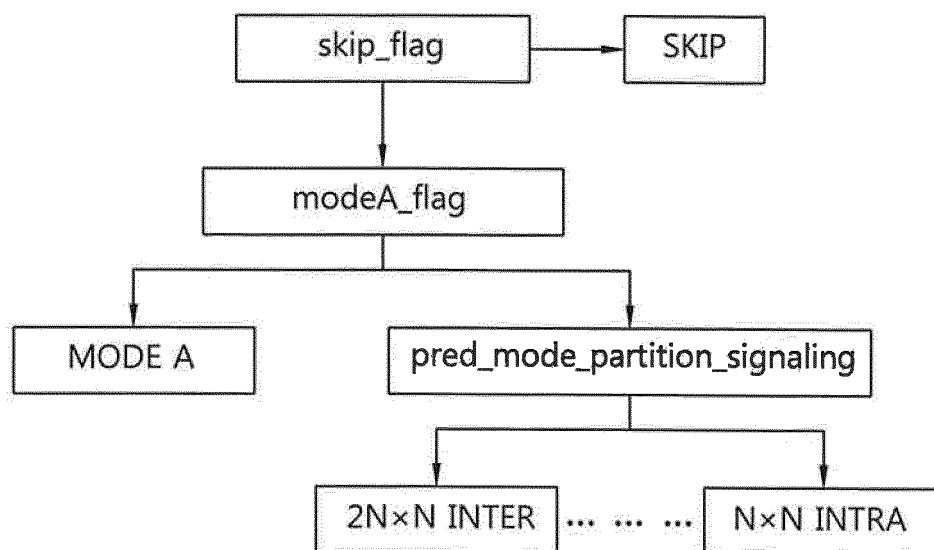 skip_flag
SKIP
modeA_flag
MODE A
pred_mode_partition_signaling
2N×N INTER
... ... ...
N×N INTRA